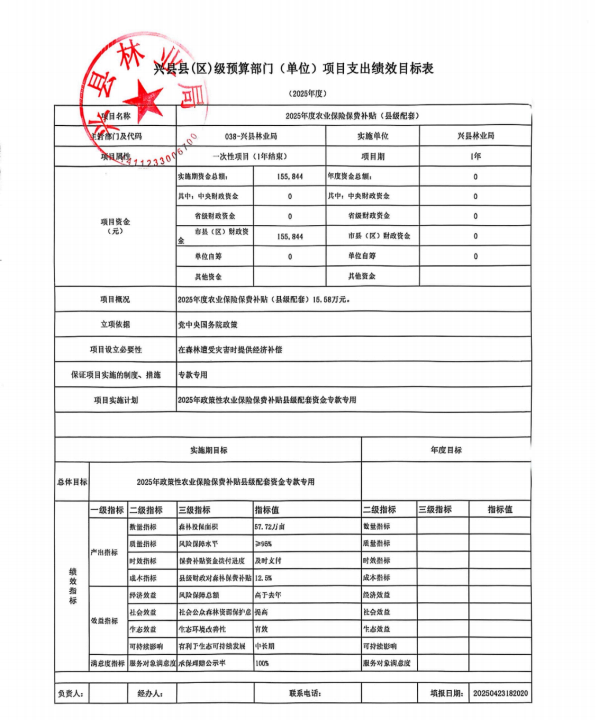 兴县县(区)级预算部门（单位）项目支出绩效目标表
（2025年度）
项目名称 2025年度农业保险保费补贴（县级配套）
主管部门及代码 038-兴县林业局 实施单位 兴县林业局
项目属性 一次性项目（1年结束） 项目期 1年
项目资金（元） 实施期资金总额： 155,844 年度资金总额： 0
其中：中央财政资金 0 其中：中央财政资金 0
省级财政资金 0 省级财政资金 0
市县（区）财政资金 155,844 市县（区）财政资金 0
单位自筹 0 单位自筹 0
其他资金 其他资金
项目概况 2025年度农业保险保费补贴（县级配套）15.58万元。
立项依据 党中央国务院政策
项目设立必要性 在森林遭受灾害时提供经济补偿
保证项目实施的制度、措施 专款专用
项目实施计划 2025年政策性农业保险保费补贴县级配套资金专款专用
实施期目标 年度目标
总体目标 2025年政策性农业保险保费补贴县级配套资金专款专用
绩效指标 一级指标 二级指标 三级指标 指标值 二级指标 三级指标 指标值
产出指标 数量指标 森林投保面积 57.72万亩 数量指标
质量指标 风险保障水平 ≥98% 质量指标
时效指标 保费补贴资金拨付进度 及时支付 时效指标
成本指标 县级财政对森林保费补贴 12.5% 成本指标
效益指标 经济效益 风险保障总额 高于去年 经济效益
社会效益 社会公众森林资源保护意 提高 社会效益
生态效益 生态环境改善性 有效 生态效益
可持续影响 有利于生态可持续发展 中长期 可持续影响
满意度指标 服务对象满意度 承保理赔公示率 100% 服务对象满意度
负责人： 经办人： 联系电话： 填报日期： 20250423182020
兴县林业局
1411233006700